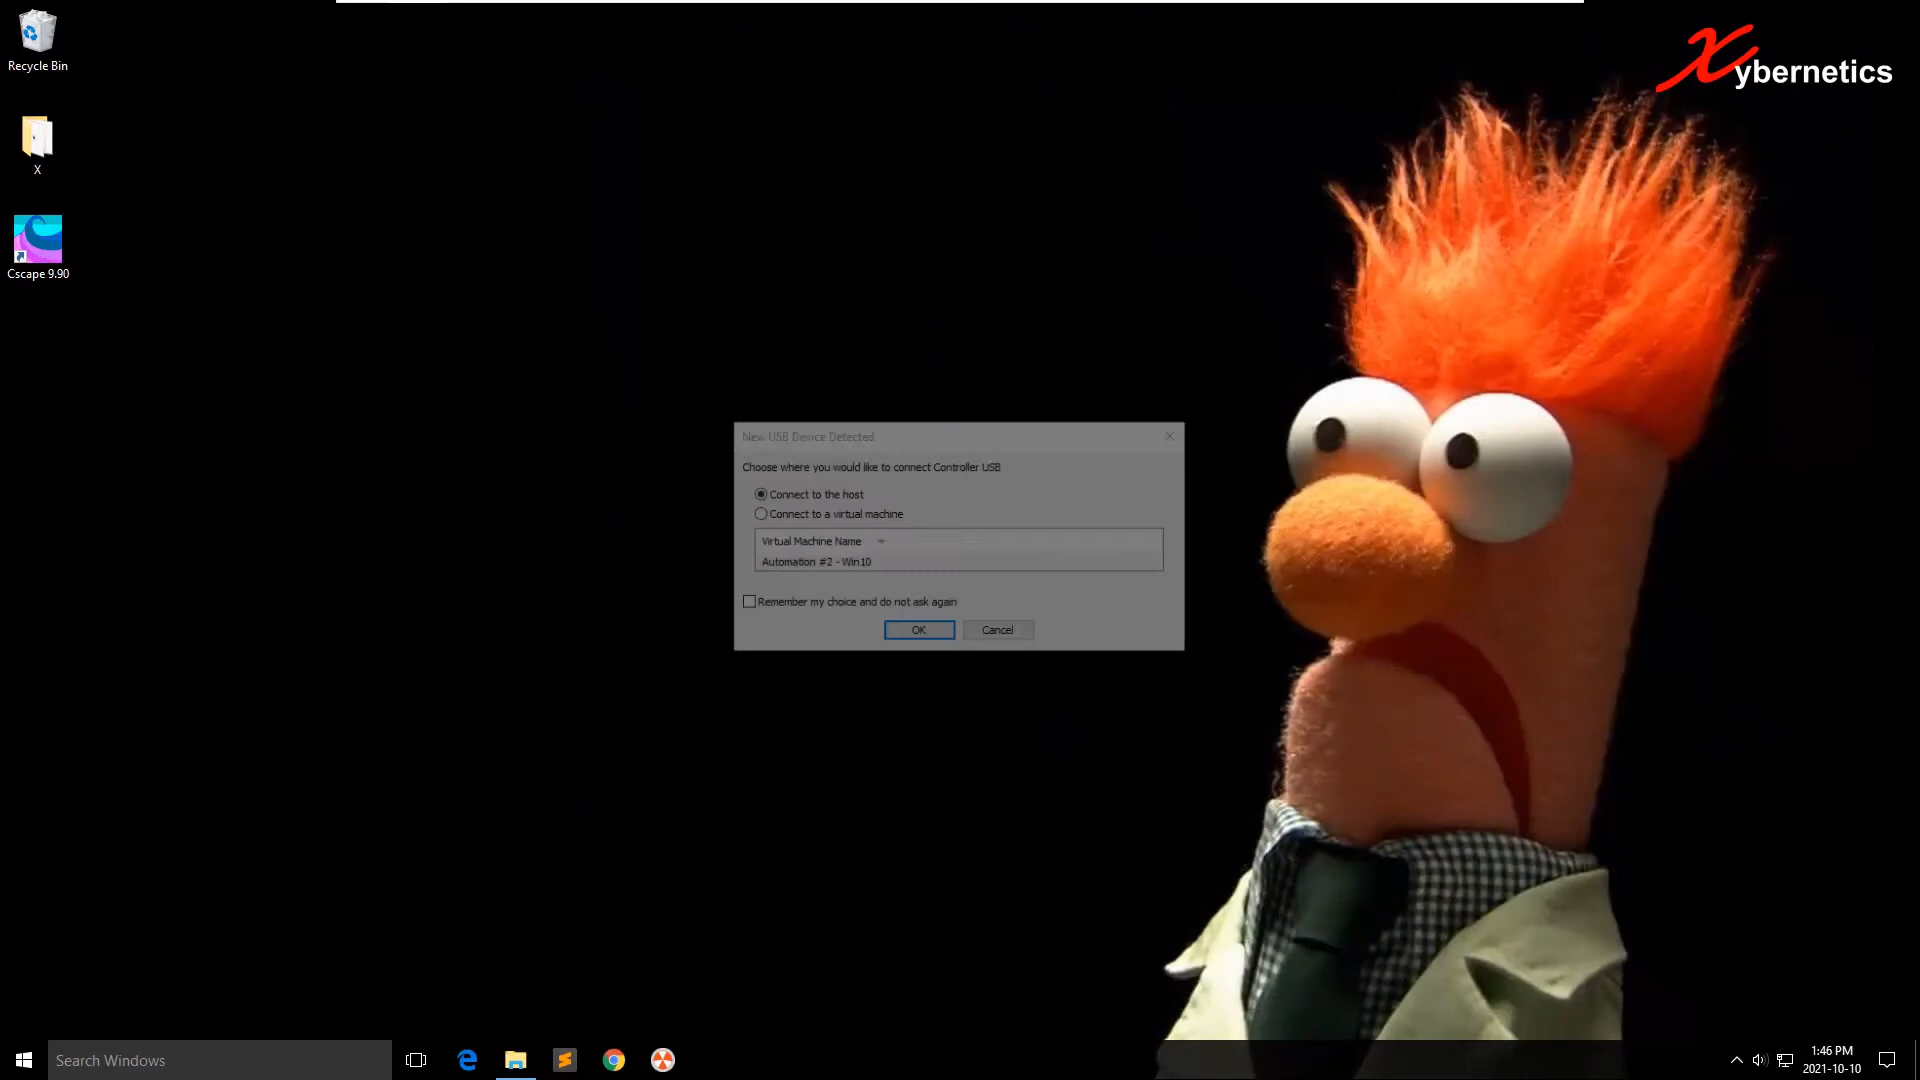 Recycle Bin
X
Cscape 9.90
Xybernetics
New USB Device Detected
Choose where you would like to connect Controller USB
Connect to the host
Connect to a virtual machine
Virtual Machine Name
Automation #2 - Win10
Remember my choice and do not ask again
OK
Cancel
Search Windows
1:46 PM
2021-10-10